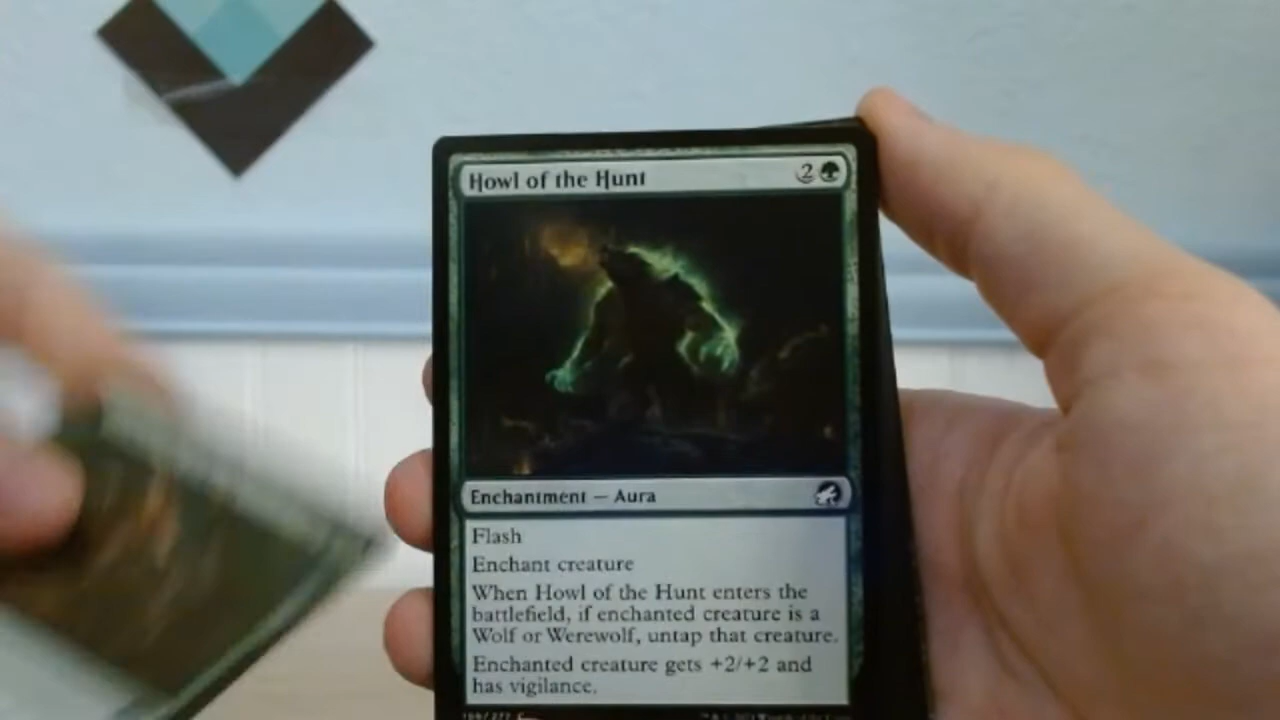 Howl of the Hunt 2
Enchantment — Aura
Flash
Enchant creature
When Howl of the Hunt enters the
battlefield, if enchanted creature is a
Wolf or Werewolf, untap that creature.
Enchanted creature gets +2/+2 and
has vigilance.